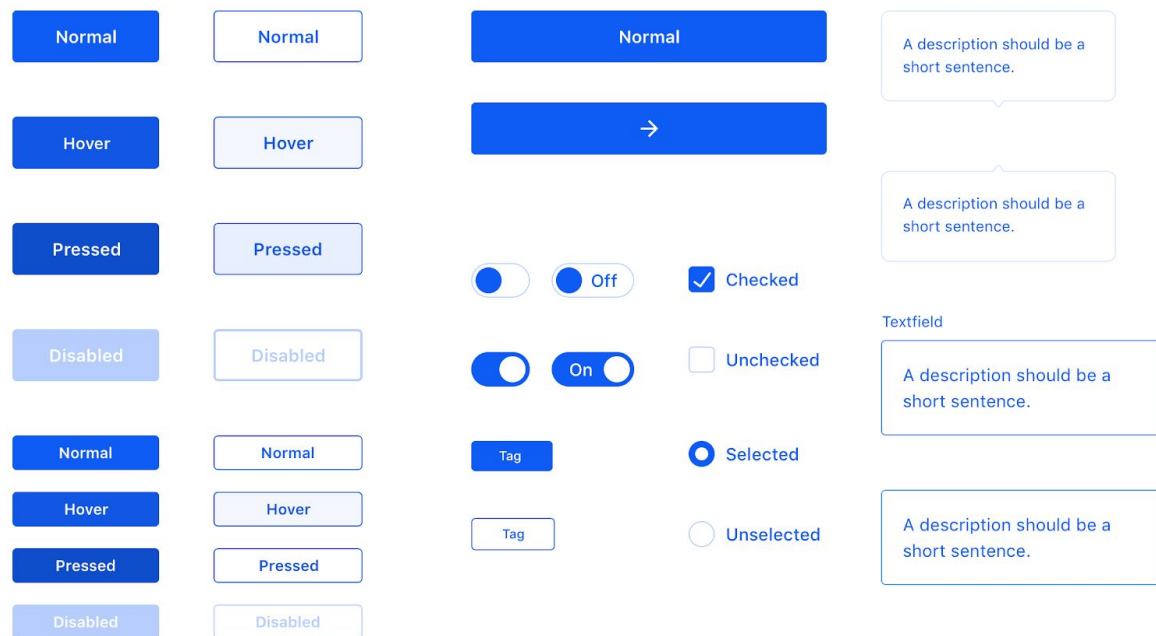 Normal
Hover
Pressed
Disabled
Normal
Hover
Pressed
Disabled
Normal
Hover
Pressed
Disabled
Normal
Hover
Pressed
Disabled
Normal
Off
On
Tag
Tag
Checked
Unchecked
Selected
Unselected
A description should be a
short sentence.
A description should be a
short sentence.
Textfield
A description should be a
short sentence.
A description should be a
short sentence.